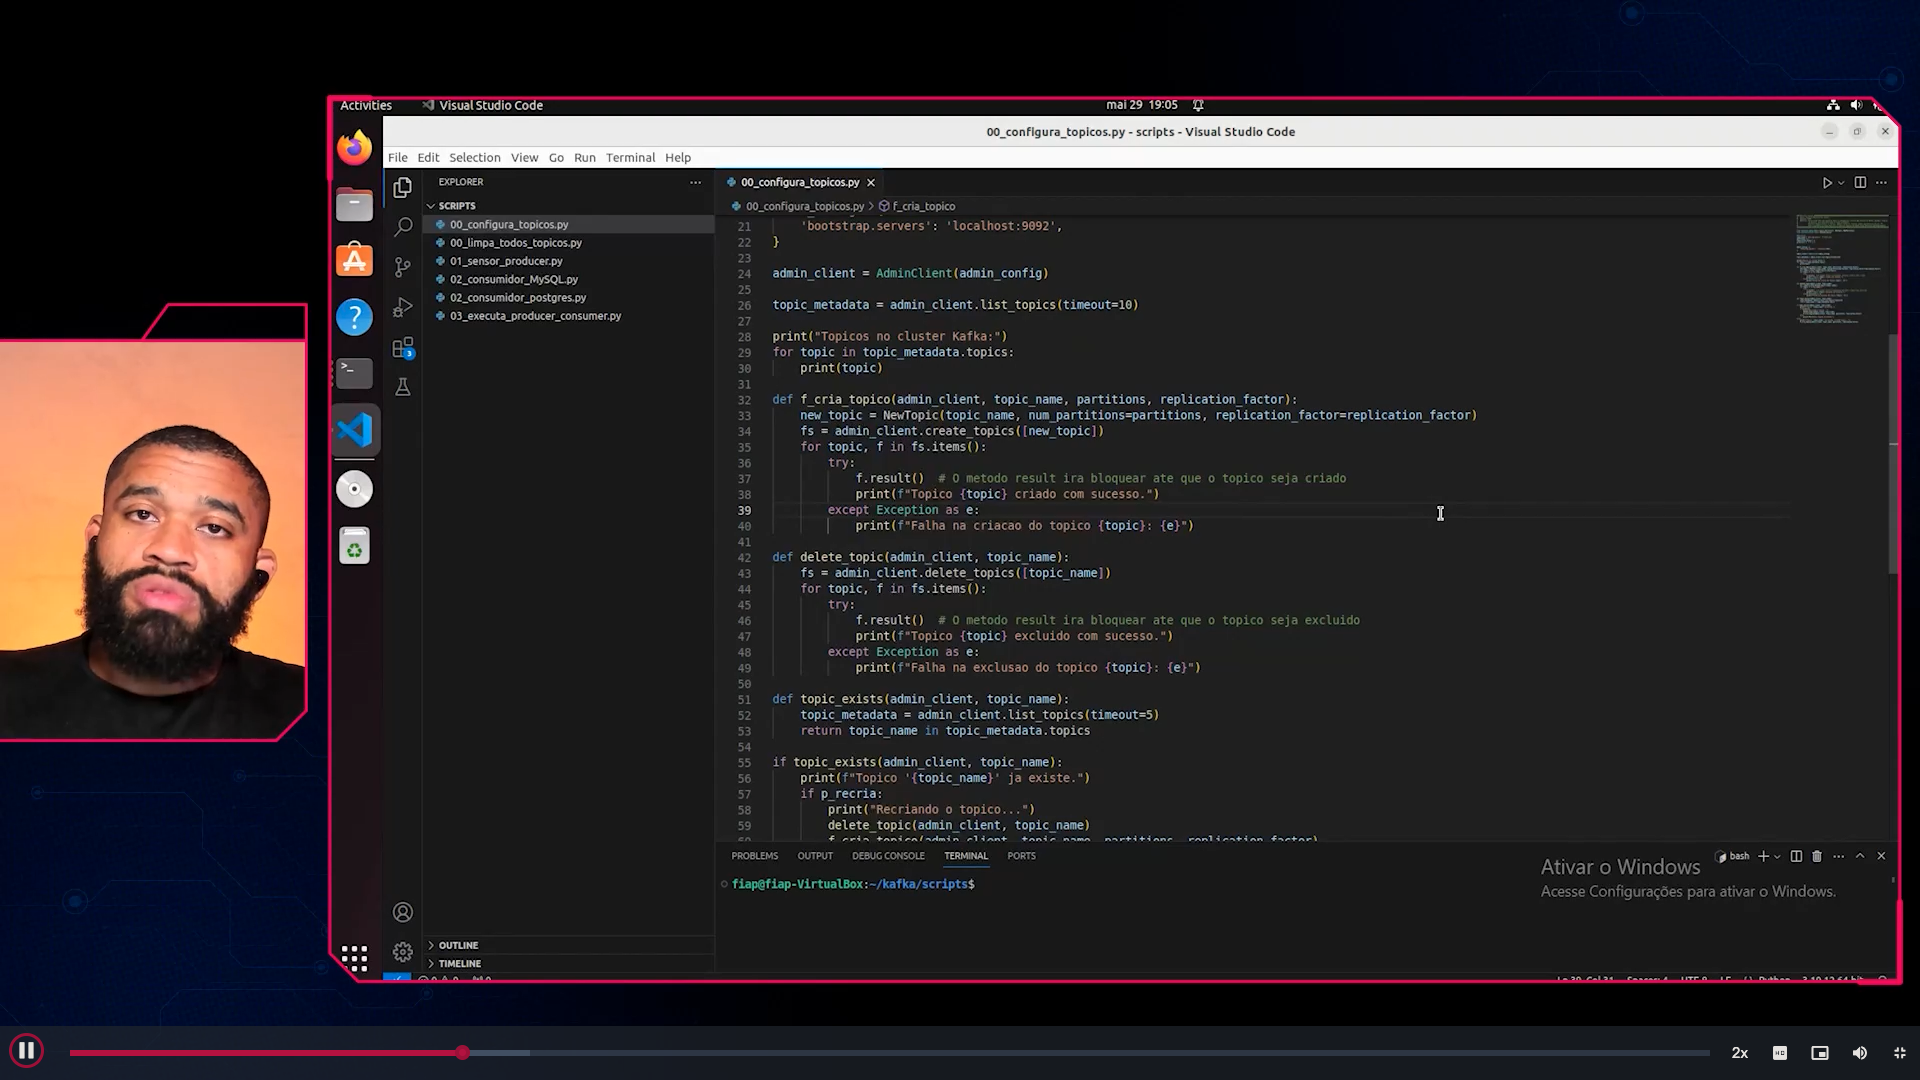 Activities
Visual Studio Code
mai 29 19:05
00_configura_topicos.py - scripts - Visual Studio Code
File Edit Selection View Go Run Terminal Help
EXPLORER
SCRIPTS
00_configura_topicos.py
00_limpa_todos_topicos.py
01_sensor_producer.py
02_consumidor_MySQL.py
02_consumidor_postgres.py
03_executa_producer_consumer.py
3
OUTLINE
TIMELINE
00_configura_topicos.py
00_configura_topicos.py > f_cria_topico
21 'bootstrap.servers': 'localhost:9092',
22 }
23
24 admin_client = AdminClient(admin_config)
25
26 topic_metadata = admin_client.list_topics(timeout=10)
27
28 print("Topicos no cluster Kafka:")
29 for topic in topic_metadata.topics:
30 print(topic)
31
32 def f_cria_topico(admin_client, topic_name, partitions, replication_factor):
33 new_topic = NewTopic(topic_name, num_partitions=partitions, replication_factor=replication_factor)
34 fs = admin_client.create_topics([new_topic])
35 for topic, f in fs.items():
36 try:
37 f.result() # O metodo result ira bloquear ate que o topico seja criado
38 print(f"Topico {topic} criado com sucesso.")
39 except Exception as e:
40 print(f"Falha na criacao do topico {topic}: {e}")
41
42 def delete_topic(admin_client, topic_name):
43 fs = admin_client.delete_topics([topic_name])
44 for topic, f in fs.items():
45 try:
46 f.result() # O metodo result ira bloquear ate que o topico seja excluido
47 print(f"Topico {topic} excluido com sucesso.")
48 except Exception as e:
49 print(f"Falha na exclusao do topico {topic}: {e}")
50
51 def topic_exists(admin_client, topic_name):
52 topic_metadata = admin_client.list_topics(timeout=5)
53 return topic_name in topic_metadata.topics
54
55 if topic_exists(admin_client, topic_name):
56 print(f"Topico '{topic_name}' ja existe.")
57 if p_recria:
58 print("Recriando o topico...")
59 delete_topic(admin_client, topic_name)
PROBLEMS OUTPUT DEBUG CONSOLE TERMINAL PORTS
bash
fiap@fiap-VirtualBox:~/kafka/scripts$
Ativar o Windows
Acesse Configurações para ativar o Windows.
2x
HD